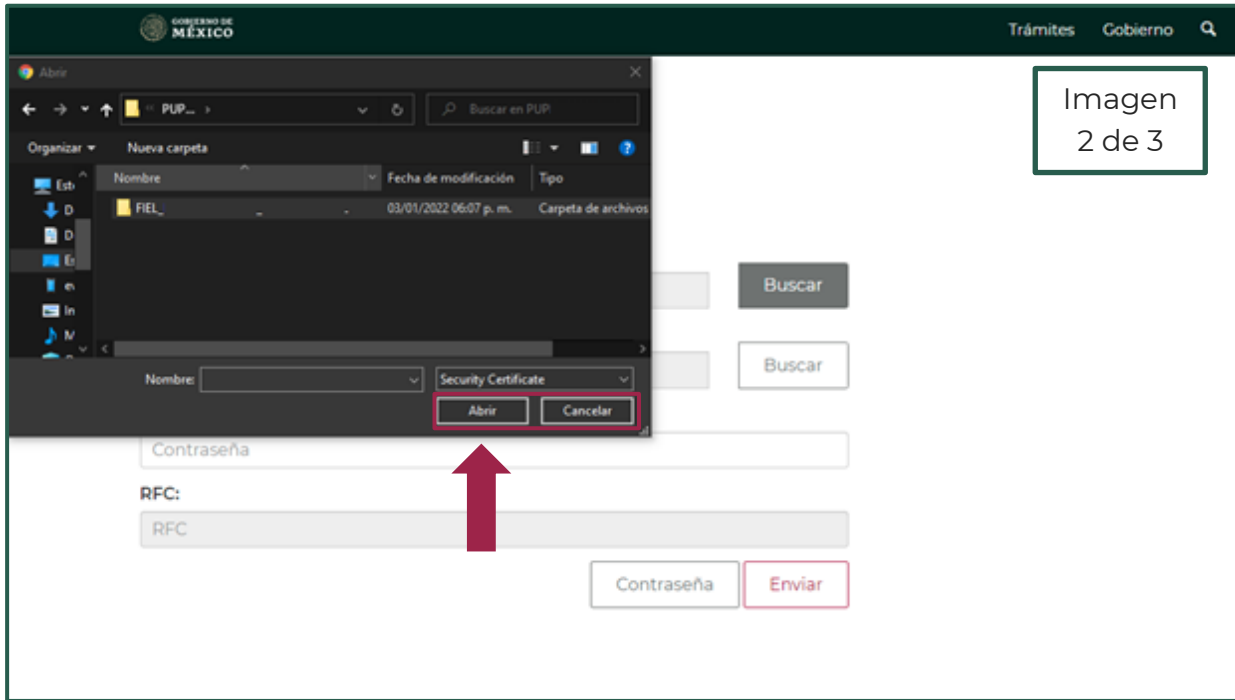 GOBIERNO DE
MÉXICO
Trámites Gobierno
Abrir
Imagen
2 de 3
PUP... Buscar en PUP.
Organizar Nueva carpeta
Nombre Fecha de modificación Tipo
Est
FIEL_ _ . 03/01/2022 06:07 p. m. Carpeta de archivos
D
D
In
M
Buscar
Buscar
Nombre: Security Certificate
Abrir Cancelar
Contraseña
RFC:
RFC
Contraseña Enviar